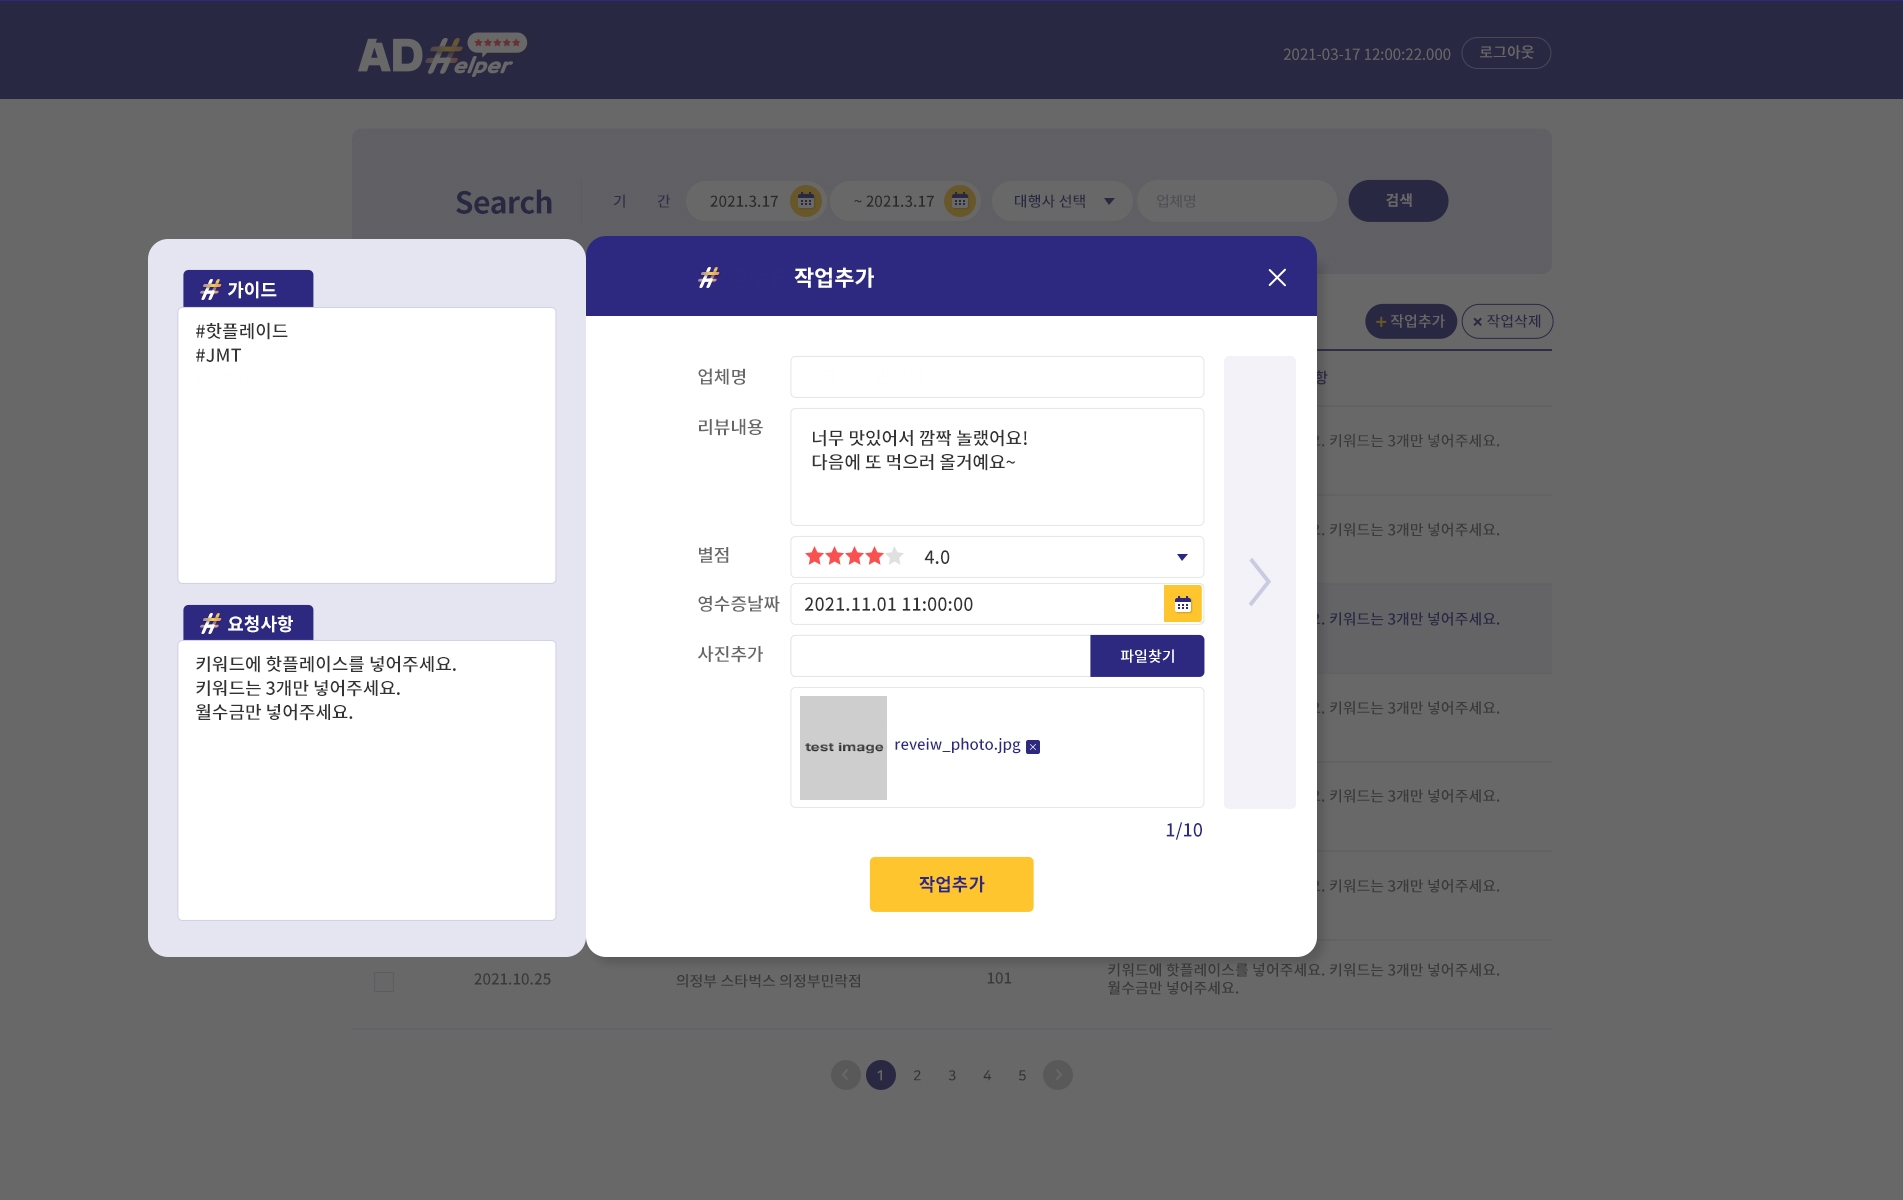 AD #elper
2021-03-17 12:00:22.000
로그아웃
Search
기 간
2021.3.17
~ 2021.3.17
대행사 선택
업체명
검색
+ 작업추가
× 작업삭제
# 가이드
#핫플레이드
#JMT
# 요청사항
키워드에 핫플레이스를 넣어주세요.
키워드는 3개만 넣어주세요.
월수금만 넣어주세요.
# 작업추가
업체명
리뷰내용
너무 맛있어서 깜짝 놀랬어요!
다음에 또 먹으러 올거예요~
별점
4.0
영수증날짜
2021.11.01 11:00:00
사진추가
파일찾기
test image
reveiw_photo.jpg
1/10
작업추가
항
. 키워드는 3개만 넣어주세요.
. 키워드는 3개만 넣어주세요.
. 키워드는 3개만 넣어주세요.
. 키워드는 3개만 넣어주세요.
. 키워드는 3개만 넣어주세요.
. 키워드는 3개만 넣어주세요.
2021.10.25
의정부 스타벅스 의정부민락점
101
키워드에 핫플레이스를 넣어주세요. 키워드는 3개만 넣어주세요.
월수금만 넣어주세요.
1 2 3 4 5